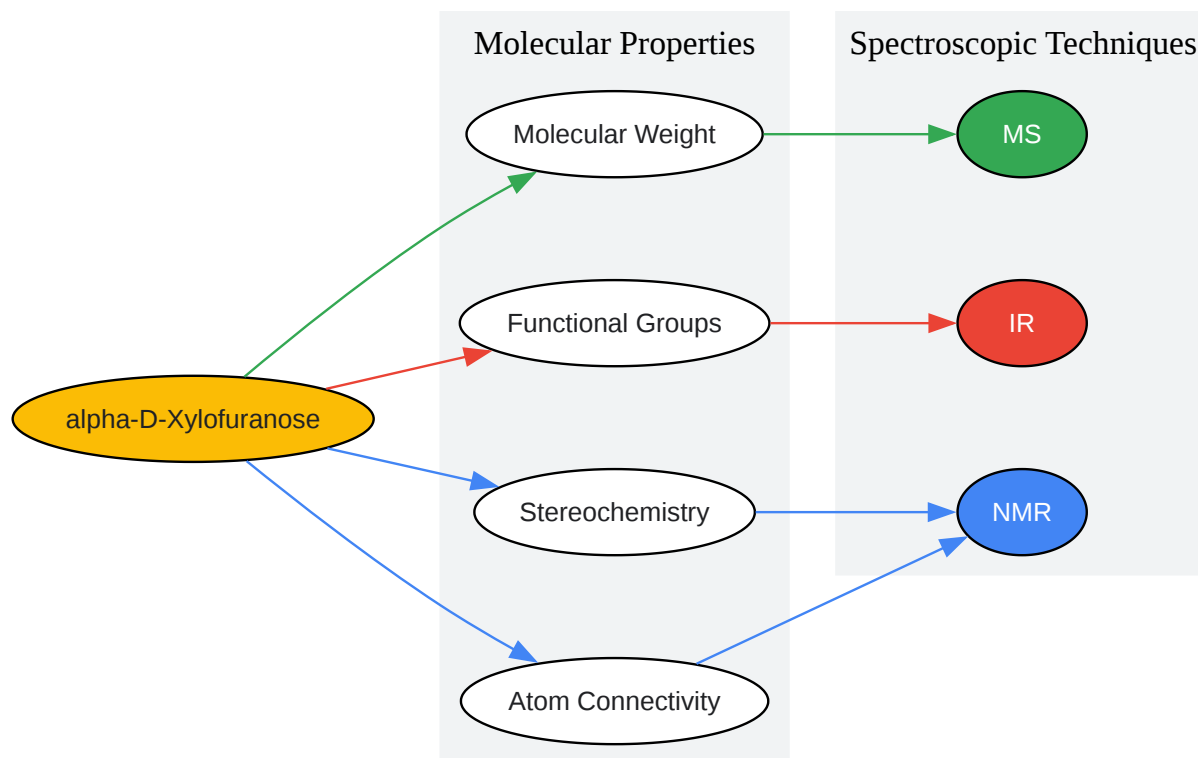 Molecular Properties
Spectroscopic Techniques
Molecular Weight
MS
Functional Groups
IR
alpha-D-Xylofuranose
Stereochemistry
NMR
Atom Connectivity